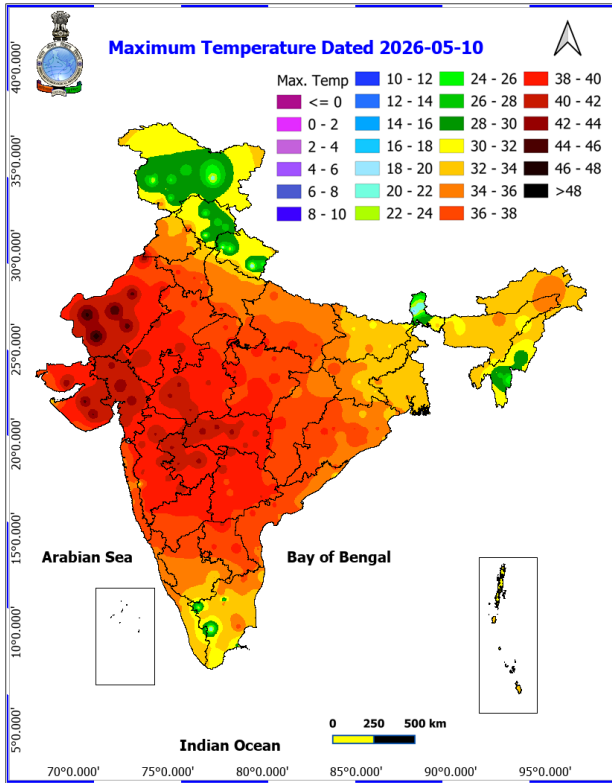 Maximum Temperature Dated 2026-05-10
Max. Temp
<= 0
0 - 2
2 - 4
4 - 6
6 - 8
8 - 10
10 - 12
12 - 14
14 - 16
16 - 18
18 - 20
20 - 22
22 - 24
24 - 26
26 - 28
28 - 30
30 - 32
32 - 34
34 - 36
36 - 38
38 - 40
40 - 42
42 - 44
44 - 46
46 - 48
>48
40°0.000'
35°0.000'
30°0.000'
25°0.000'
20°0.000'
15°0.000'
10°0.000'
5°0.000'
Arabian Sea
Bay of Bengal
0 250 500 km
Indian Ocean
70°0.000' 75°0.000' 80°0.000' 85°0.000' 90°0.000' 95°0.000'